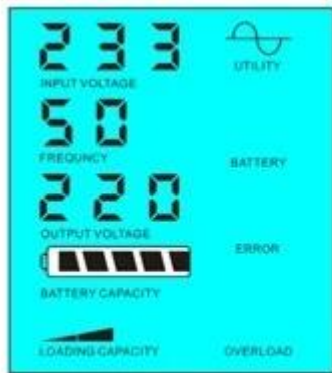 233
INPUT VOLTAGE
UTILITY
50
FREQUNCY
BATTERY
220
OUTPUT VOLTAGE
ERROR
BATTERY CAPACITY
LOADING CAPACITY
OVERLOAD